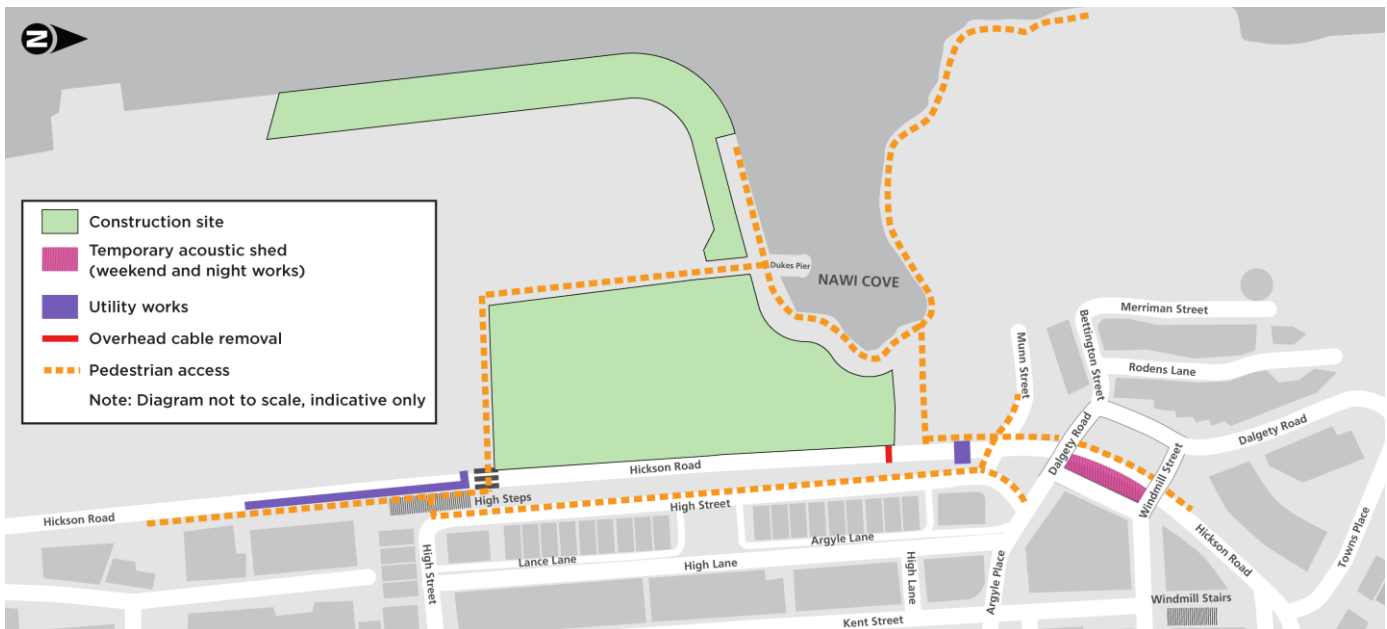 N
Construction site
Temporary acoustic shed
(weekend and night works)
Utility works
Overhead cable removal
Pedestrian access
Note: Diagram not to scale, indicative only
Dukes Pier
NAWI COVE
Munn Street
Bettington Street
Merriman Street
Rodens Lane
Dalgety Road
Dalgety Road
Windmill Street
Hickson Road
Hickson Road
Hickson Road
High Steps
High Street
High Street
Lance Lane
Argyle Lane
High Lane
High Lane
Argyle Place
Kent Street
Windmill Stairs
Towns Place